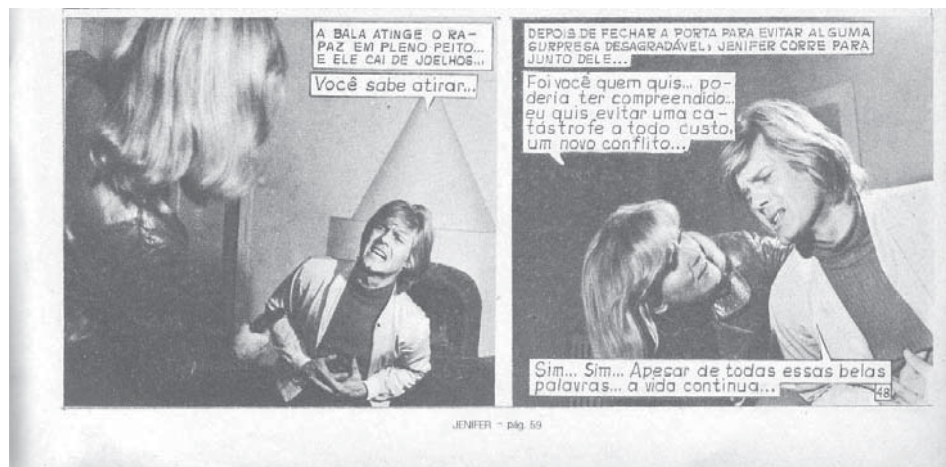 A BALA ATINGE O RA-
PAZ EM PLENO PEITO...
E ELE CAI DE JOELHOS...
Você sabe atirar...
DEPOIS DE FECHAR A PORTA PARA EVITAR ALGUMA
SURPRESA DESAGRADÁVEL, JENIFER CORRE PARA
JUNTO DELE...
Foi você quem quis... po-
deria ter compreendido...
eu quis evitar uma ca-
tástrofe a todo custo,
um novo conflito...
Sim... Sim... Apesar de todas essas belas
palavras... a vida continua...
48
JENIFER - pág. 59